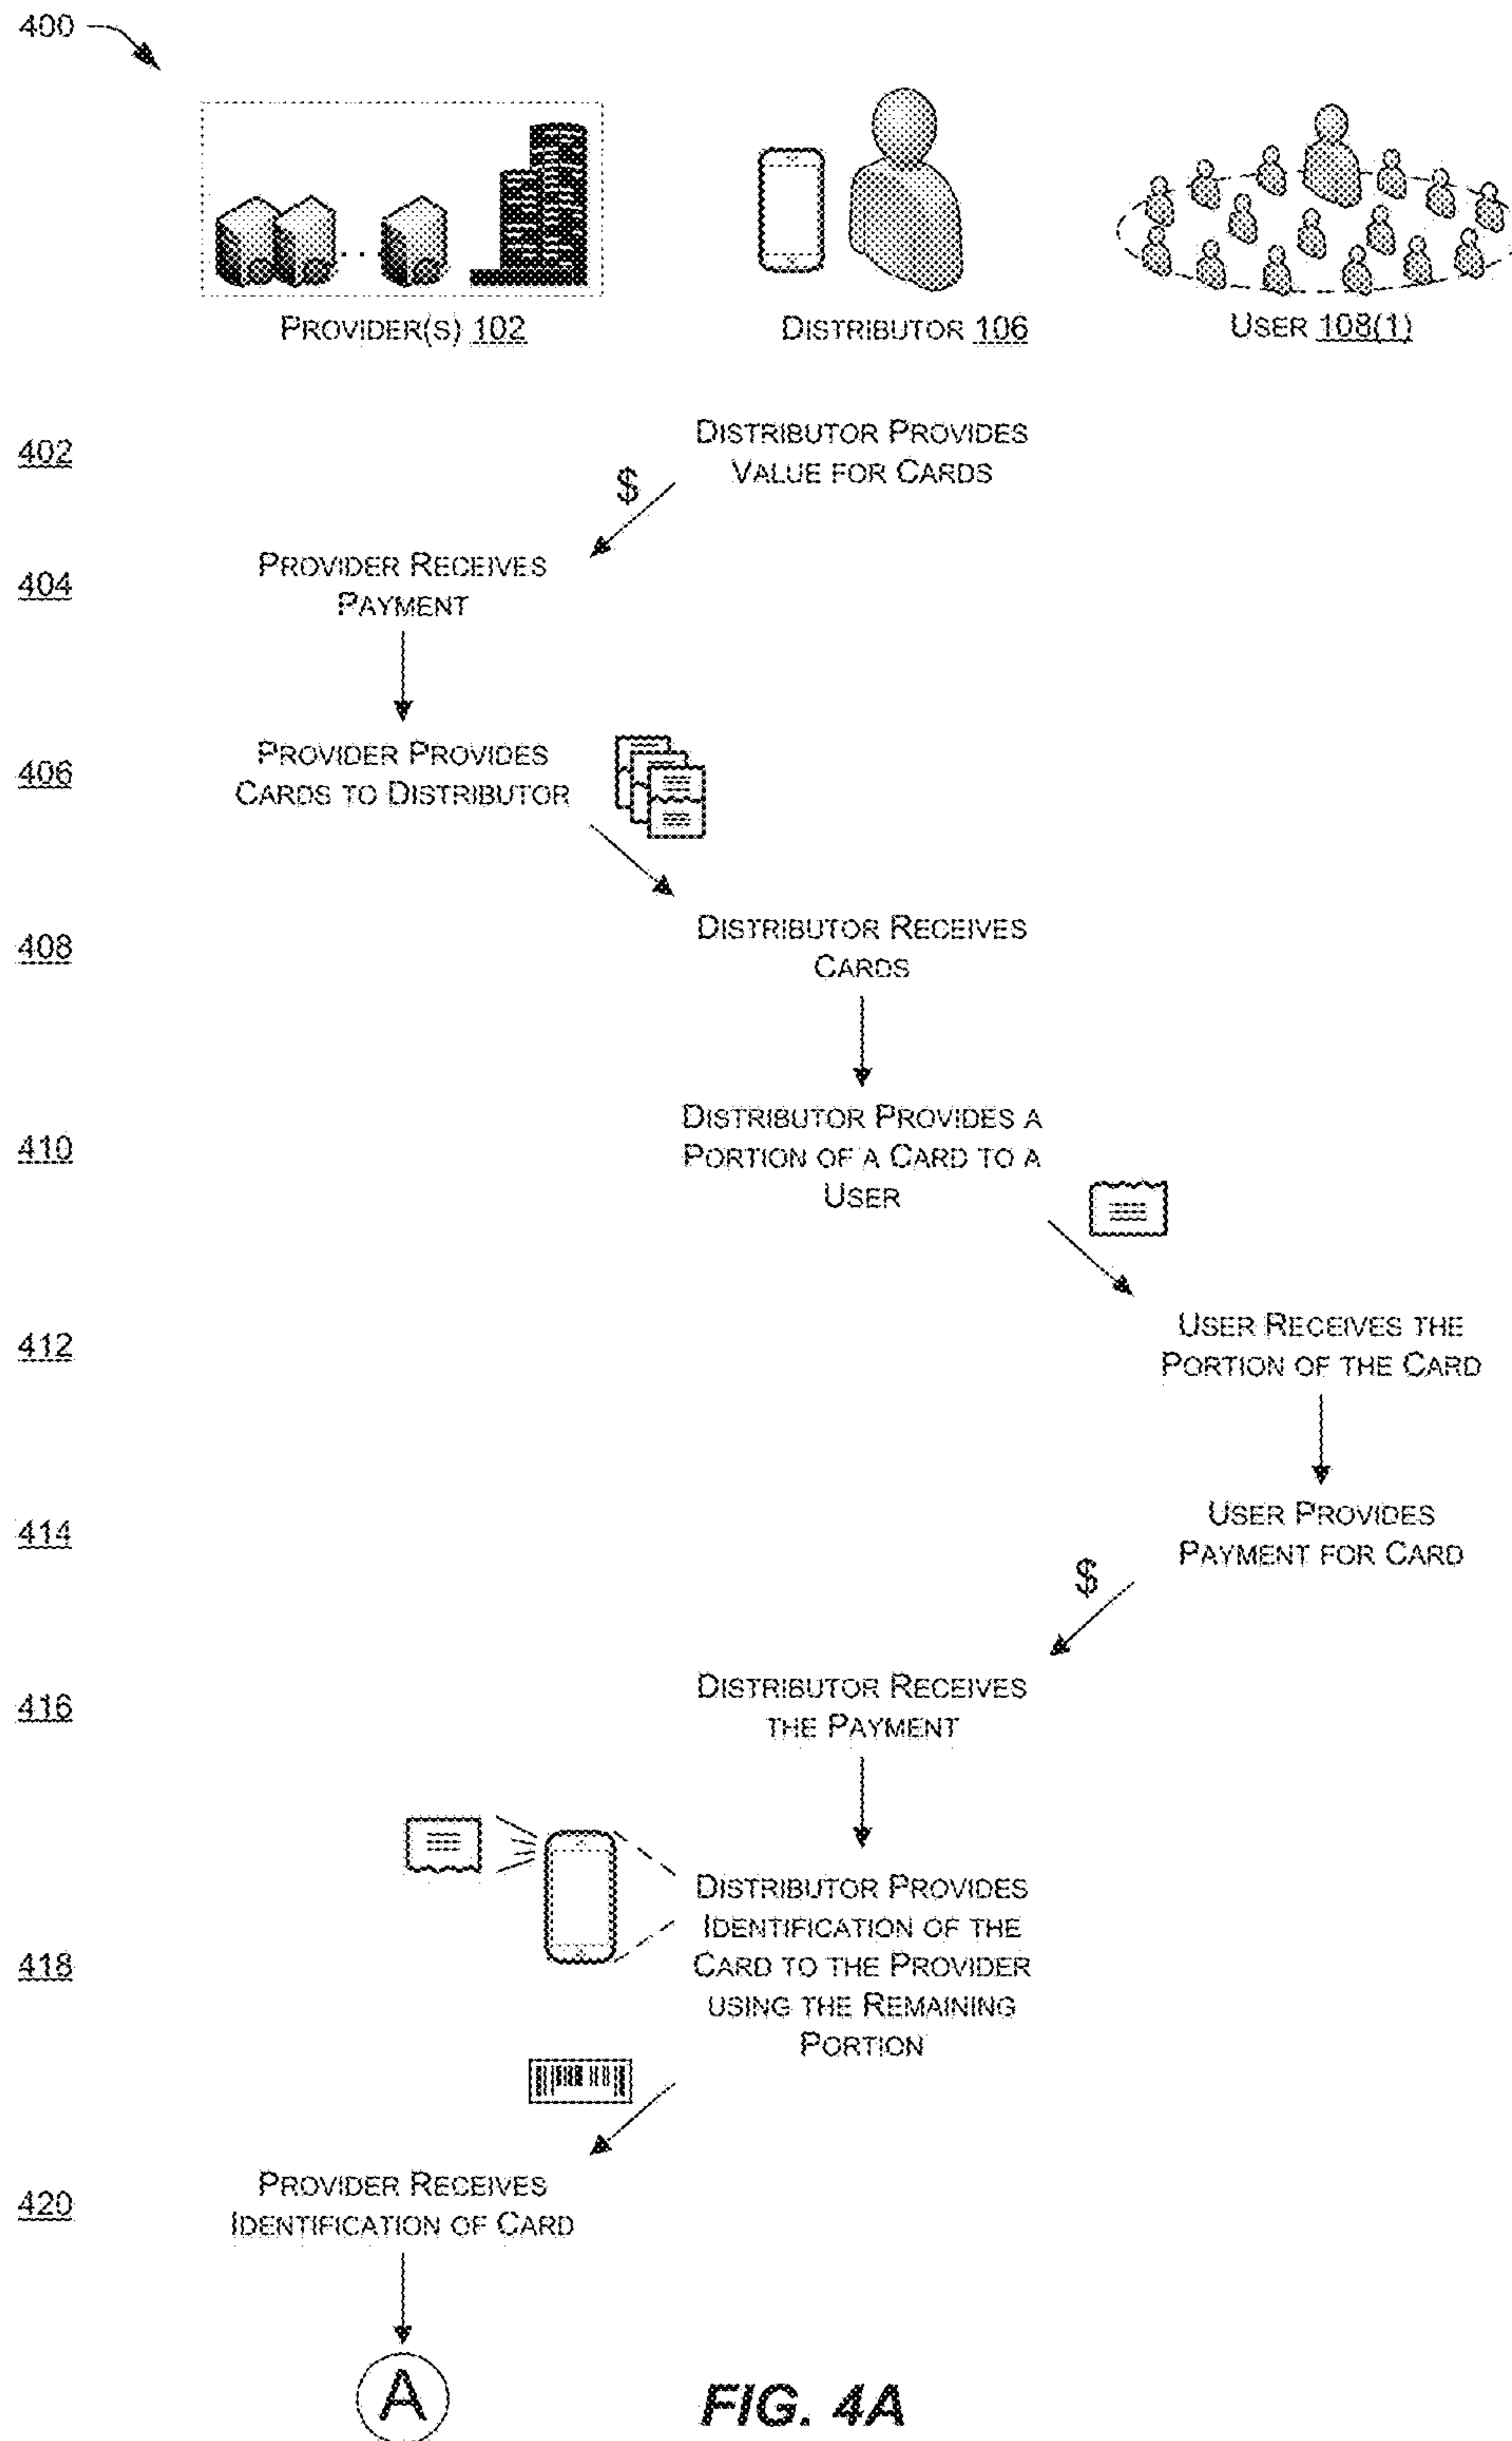 400
PROVIDER(S) 102
DISTRIBUTOR 106
USER 108(1)
402
DISTRIBUTOR PROVIDES
VALUE FOR CARDS
$
404
PROVIDER RECEIVES
PAYMENT
406
PROVIDER PROVIDES
CARDS TO DISTRIBUTOR
408
DISTRIBUTOR RECEIVES
CARDS
410
DISTRIBUTOR PROVIDES A
PORTION OF A CARD TO A
USER
412
USER RECEIVES THE
PORTION OF THE CARD
414
USER PROVIDES
PAYMENT FOR CARD
$
416
DISTRIBUTOR RECEIVES
THE PAYMENT
418
DISTRIBUTOR PROVIDES
IDENTIFICATION OF THE
CARD TO THE PROVIDER
USING THE REMAINING
PORTION
420
PROVIDER RECEIVES
IDENTIFICATION OF CARD
A
FIG. 4A